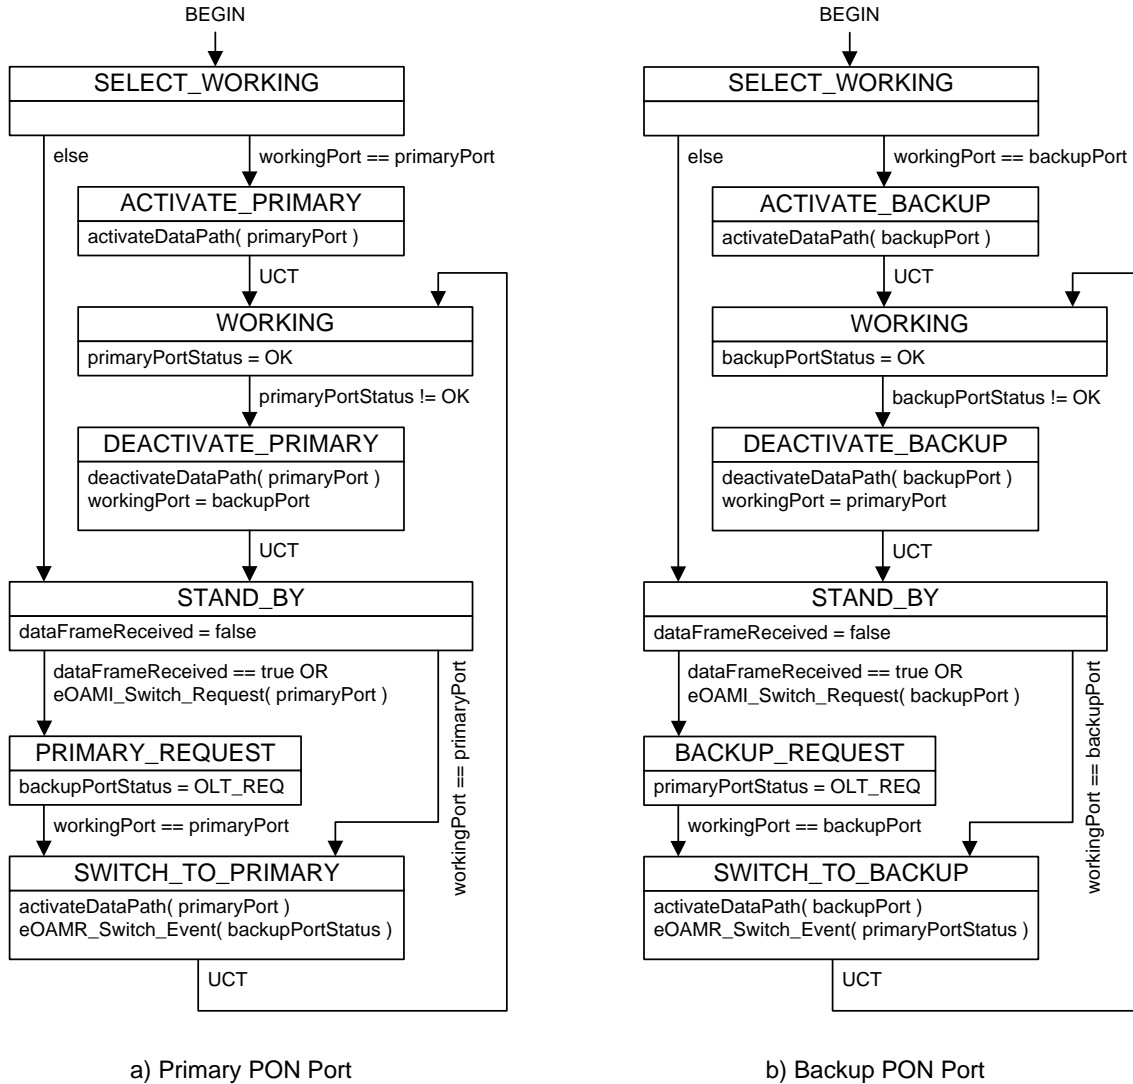 BEGIN
SELECT_WORKING
else
workingPort == primaryPort
ACTIVATE_PRIMARY
activateDataPath( primaryPort )
UCT
WORKING
primaryPortStatus = OK
primaryPortStatus != OK
DEACTIVATE_PRIMARY
deactivateDataPath( primaryPort )
workingPort = backupPort
UCT
STAND_BY
dataFrameReceived = false
dataFrameReceived == true OR
eOAMI_Switch_Request( primaryPort )
workingPort == primaryPort
PRIMARY_REQUEST
backupPortStatus = OLT_REQ
workingPort == primaryPort
SWITCH_TO_PRIMARY
activateDataPath( primaryPort )
eOAMR_Switch_Event( backupPortStatus )
UCT
a) Primary PON Port
BEGIN
SELECT_WORKING
else
workingPort == backupPort
ACTIVATE_BACKUP
activateDataPath( backupPort )
UCT
WORKING
backupPortStatus = OK
backupPortStatus != OK
DEACTIVATE_BACKUP
deactivateDataPath( backupPort )
workingPort = primaryPort
UCT
STAND_BY
dataFrameReceived = false
dataFrameReceived == true OR
eOAMI_Switch_Request( backupPort )
workingPort == backupPort
BACKUP_REQUEST
primaryPortStatus = OLT_REQ
workingPort == backupPort
SWITCH_TO_BACKUP
activateDataPath( backupPort )
eOAMR_Switch_Event( primaryPortStatus )
UCT
b) Backup PON Port